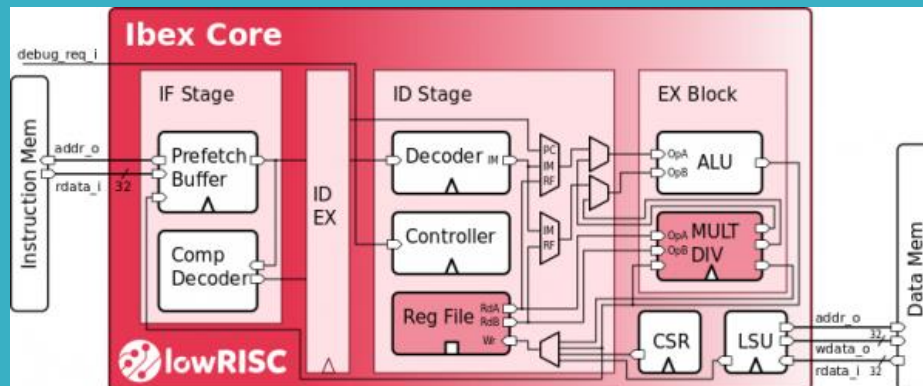 Ibex Core
debug_req_i
IF Stage
ID Stage
EX Block
Instruction Mem
addr_o
rdata_i 32
Prefetch
Buffer
Comp
Decoder
ID
EX
Decoder IM
Controller
Reg File
RdA
RdB
Wr
PC
IM
RF
IM
RF
OpA
OpB
ALU
OpA
OpB
MULT
DIV
CSR
LSU
addr_o
32
wdata_o
rdata_i 32
Data Mem
lowRISC